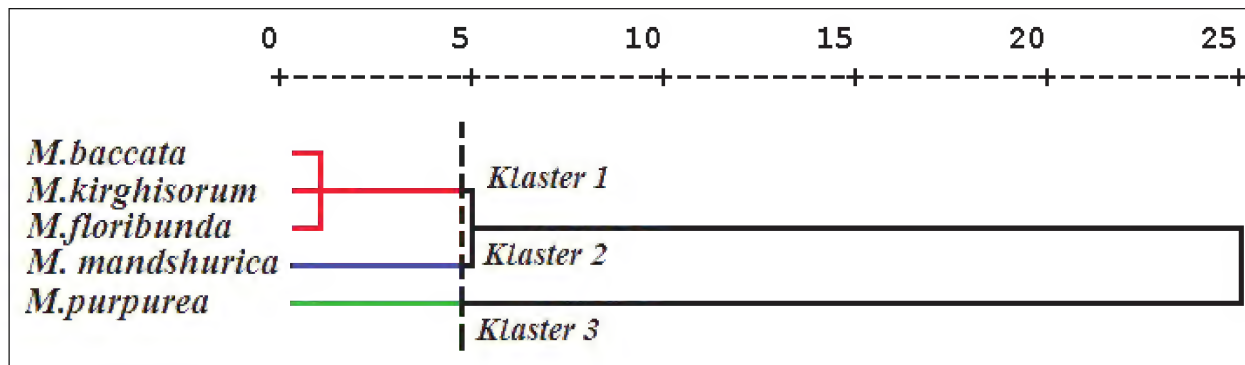 0 5 10 15 20 25
+---------+---------+---------+---------+---------+
M.baccata
Klaster 1
M.kirghisorum
M.floribunda
Klaster 2
M. mandshurica
M.purpurea
Klaster 3